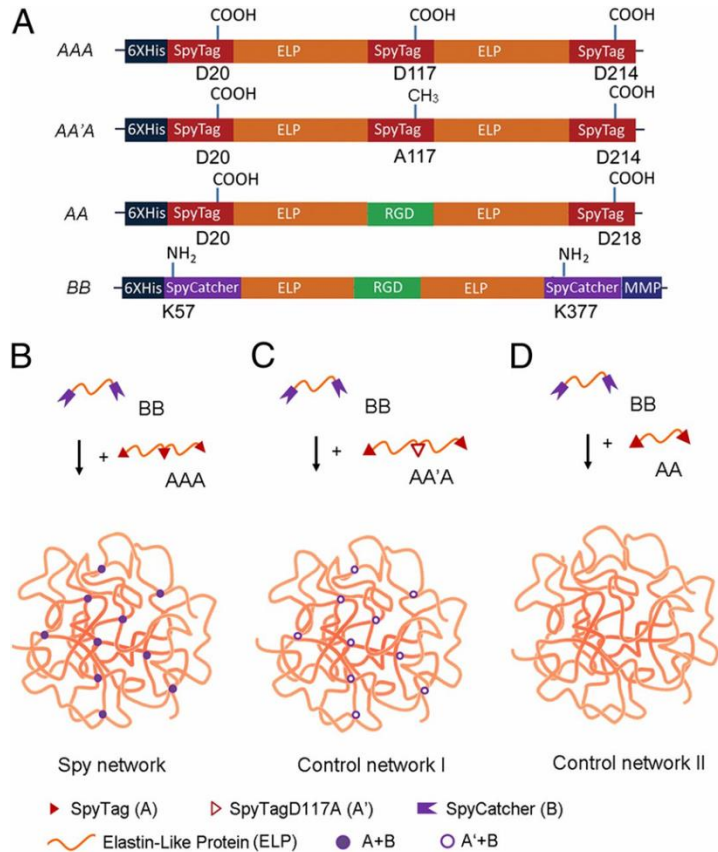 A
COOH COOH COOH
AAA 6XHis SpyTag ELP SpyTag ELP SpyTag
D20 D117 D214
COOH CH₃ COOH
AA'A 6XHis SpyTag ELP SpyTag ELP SpyTag
D20 A117 D214
COOH COOH
AA 6XHis SpyTag ELP RGD ELP SpyTag
D20 D218
NH₂ NH₂
BB 6XHis SpyCatcher ELP RGD ELP SpyCatcher MMP
K57 K377
B C D
BB BB BB
+ + +
AAA AA'A AA
Spy network Control network I Control network II
SpyTag (A) SpyTagD117A (A') SpyCatcher (B)
Elastin-Like Protein (ELP) A+B A'+B